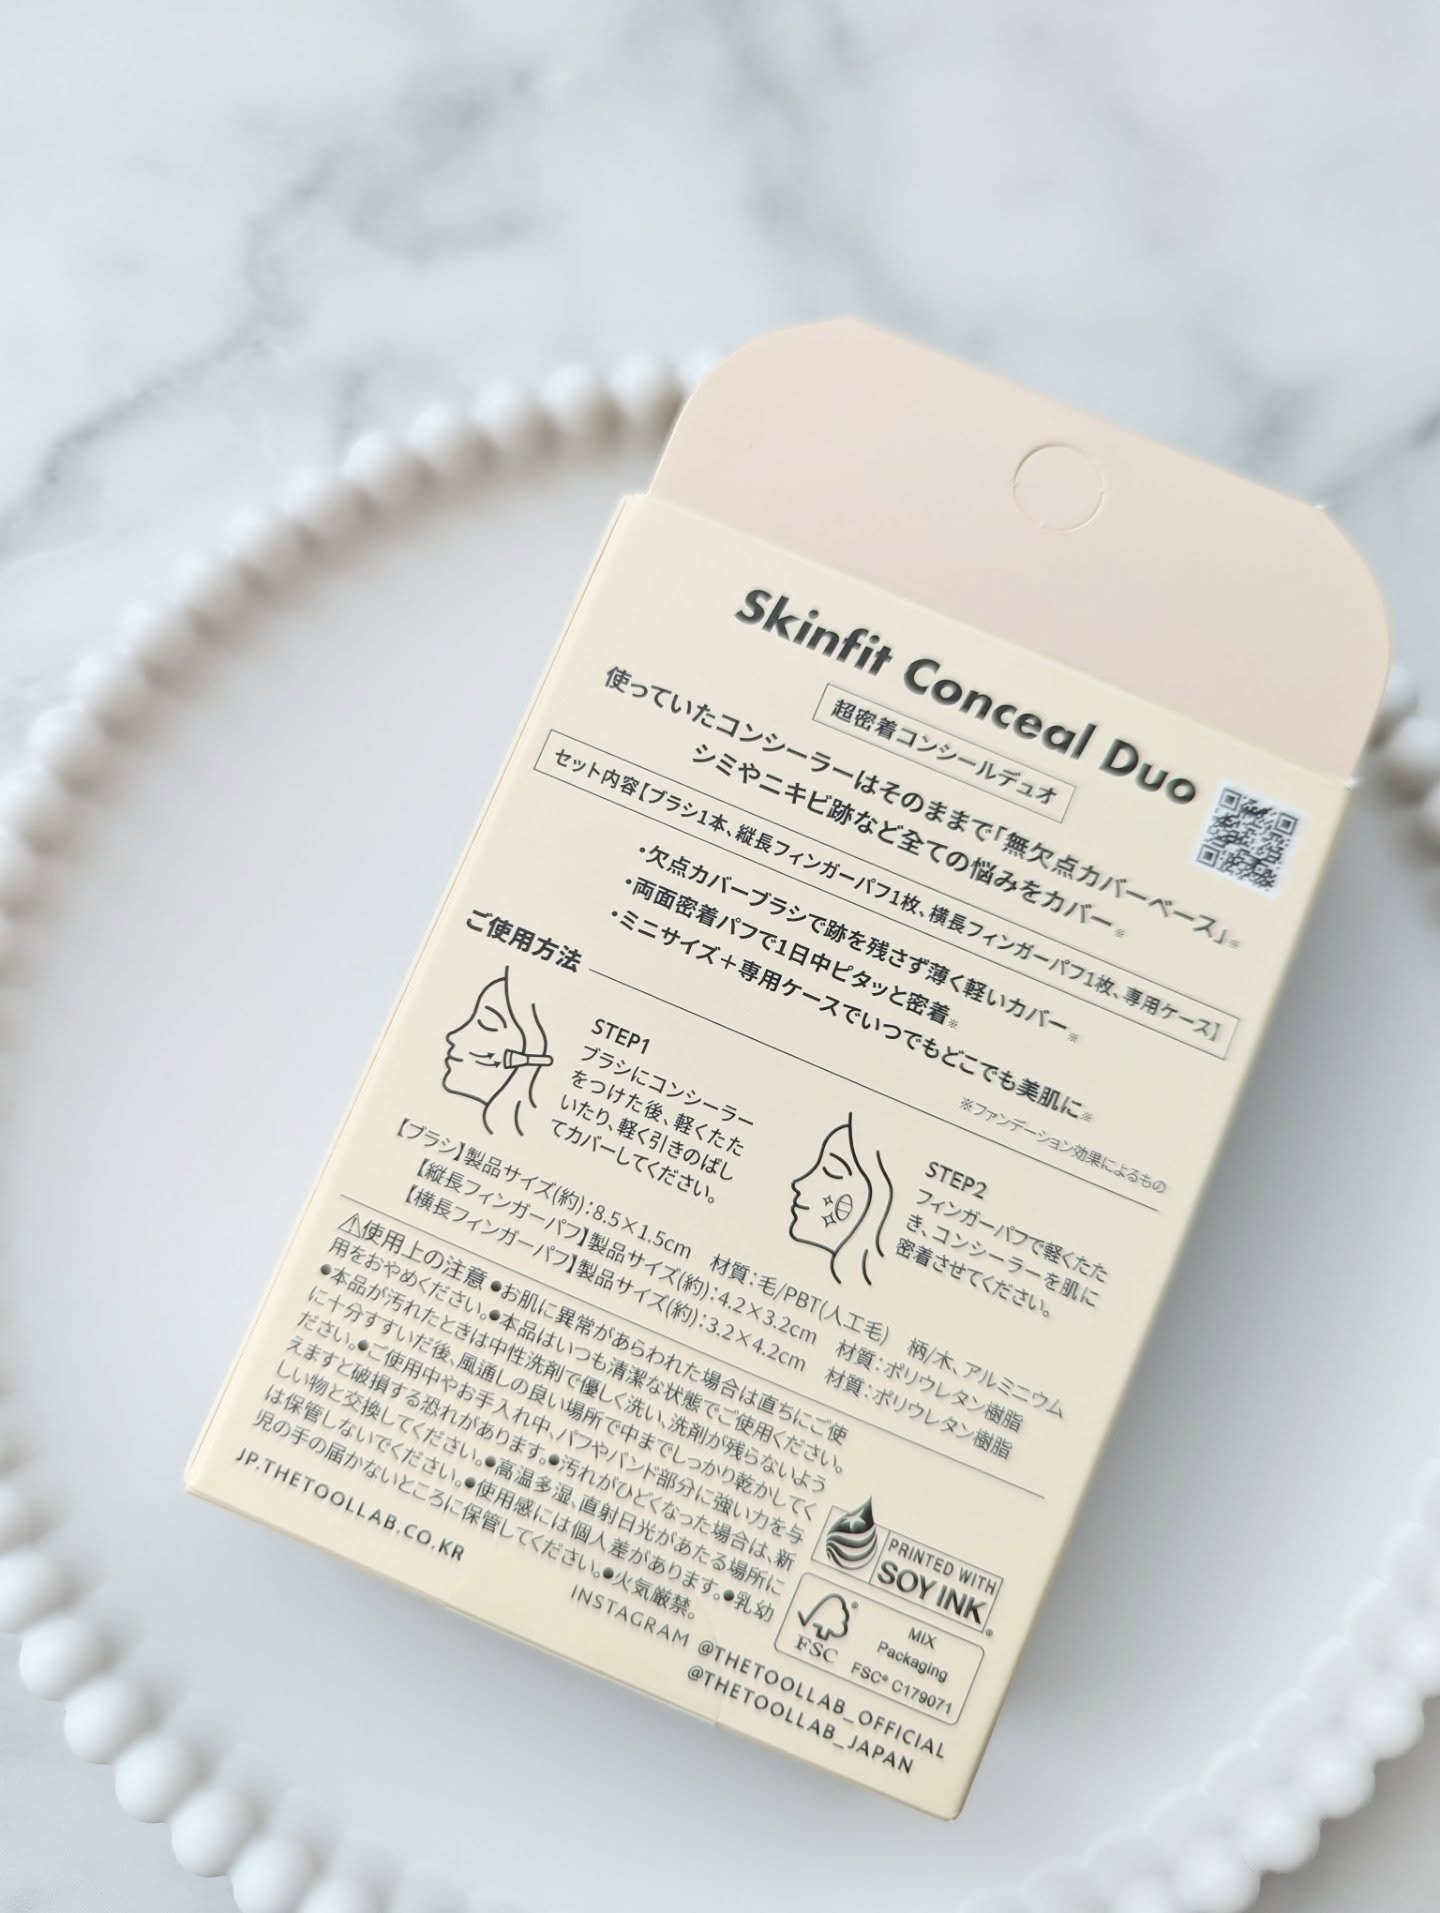 Skinfit Conceal Duo
超密着コンシールデュオ
使っていたコンシーラーはそのままで「無欠点カバーベース」※
シミやニキビ跡など全ての悩みをカバー※
セット内容【ブラシ1本、縦長フィンガーパフ1枚、横長フィンガーパフ1枚、専用ケース】
・欠点カバーブラシで跡を残さず薄く軽いカバー※
・両面密着パフで1日中ピタッと密着※
・ミニサイズ＋専用ケースでいつでもどこでも美肌に※
※ファンデーション効果によるもの
ご使用方法
STEP1
ブラシにコンシーラー
をつけた後、軽くたた
いたり、軽く引きのばし
てカバーしてください。
STEP2
フィンガーパフで軽くたた
き、コンシーラーを肌に
密着させてください。
【ブラシ】製品サイズ(約):8.5×1.5cm 材質:毛/PBT(人工毛) 柄/木、アルミニウム
【縦長フィンガーパフ】製品サイズ(約):4.2×3.2cm 材質:ポリウレタン樹脂
【横長フィンガーパフ】製品サイズ(約):3.2×4.2cm 材質:ポリウレタン樹脂
⚠使用上の注意 ●お肌に異常があらわれた場合は直ちにご使
用をおやめください。●本品はいつも清潔な状態でご使用ください。
●本品が汚れたときは中性洗剤で優しく洗い、洗剤が残らないよう
に十分すすいだ後、風通しの良い場所で中までしっかり乾かしてく
ださい。●ご使用中やお手入れ中、パフやバンド部分に強い力を与
えますと破損する恐れがあります。●汚れがひどくなった場合は、新
しい物と交換してください。●高温多湿、直射日光があたる場所に
は保管しないでください。●使用感には個人差があります。●乳幼
児の手の届かないところに保管してください。●火気厳禁。
PRINTED WITH
SOY INK®
FSC®
MIX
Packaging
FSC® C179071
JP.THETOOLLAB.CO.KR
INSTAGRAM @THETOOLLAB_OFFICIAL
@THETOOLLAB_JAPAN